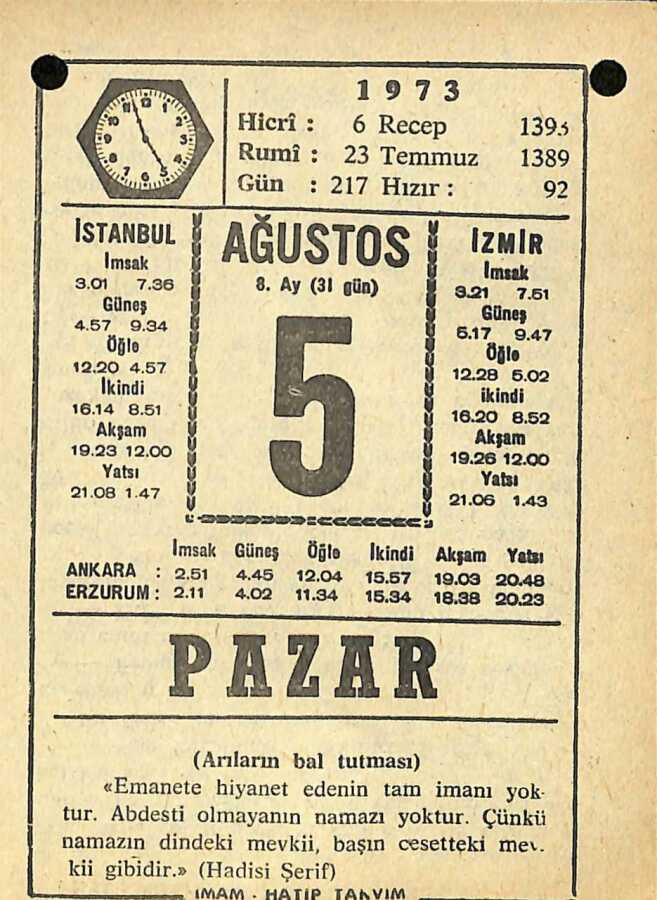 1973
Hicrî : 6 Recep 1393
Rumî : 23 Temmuz 1389
Gün : 217 Hızır : 92
İSTANBUL
İmsak
3.01 7.36
Güneş
4.57 9.34
Öğle
12.20 4.57
İkindi
16.14 8.51
Akşam
19.23 12.00
Yatsı
21.08 1.47
AĞUSTOS
8. Ay (31 gün)
5
İZMİR
İmsak
3.21 7.51
Güneş
5.17 9.47
Öğle
12.28 5.02
ikindi
16.20 8.52
Akşam
19.26 12.00
Yatsı
21.06 1.43
İmsak Güneş Öğle İkindi Akşam Yatsı
ANKARA : 2.51 4.45 12.04 15.57 19.03 20.48
ERZURUM : 2.11 4.02 11.34 15.34 18.38 20.23
PAZAR
(Arıların bal tutması)
«Emanete hiyanet edenin tam imanı yok-
tur. Abdesti olmayanın namazı yoktur. Çünkü
namazın dindeki mevkii, başın cesetteki mev-
kii gibidir.» (Hadisi Şerif)
İMAM - HATİP TAKVİM